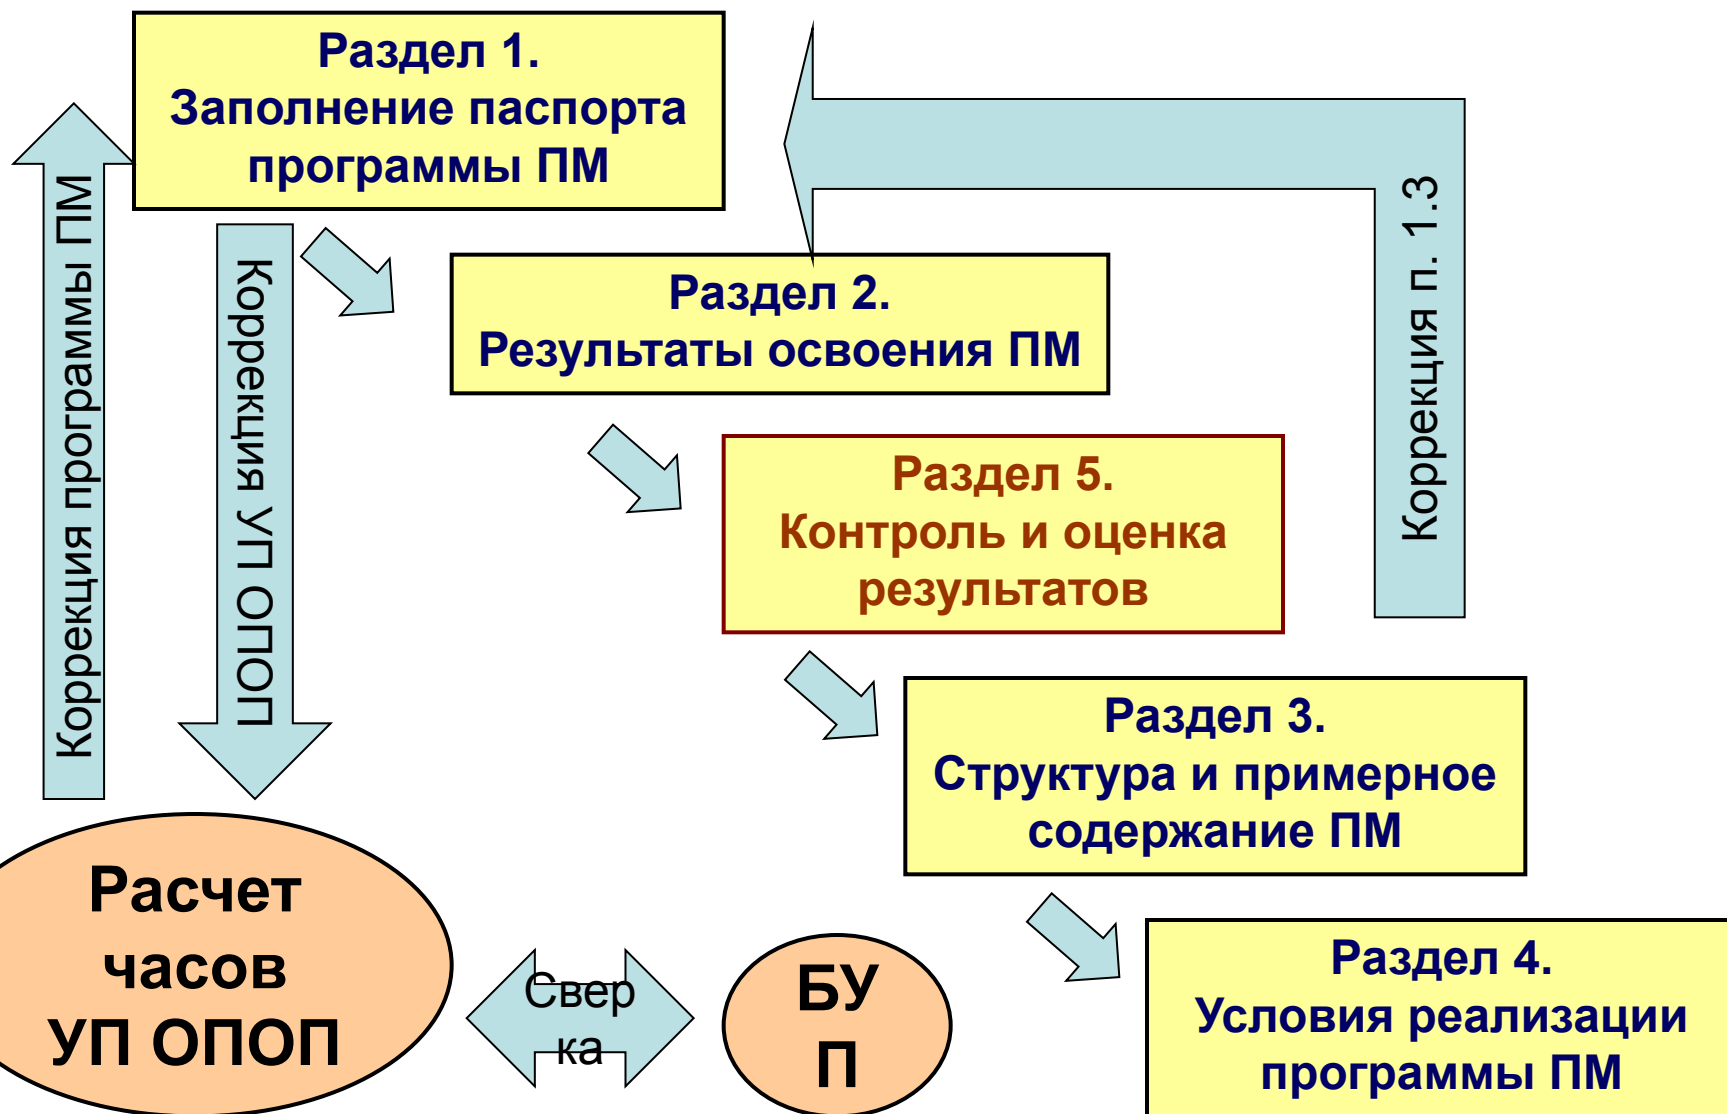 Раздел 1.
Заполнение паспорта
программы ПМ
Коррекция программы ПМ
Коррекция УП ОПОП
Раздел 2.
Результаты освоения ПМ
Коррекция п. 1.3
Раздел 5.
Контроль и оценка
результатов
Раздел 3.
Структура и примерное
содержание ПМ
Расчет
часов
УП ОПОП
Свер
ка
БУ
П
Раздел 4.
Условия реализации
программы ПМ